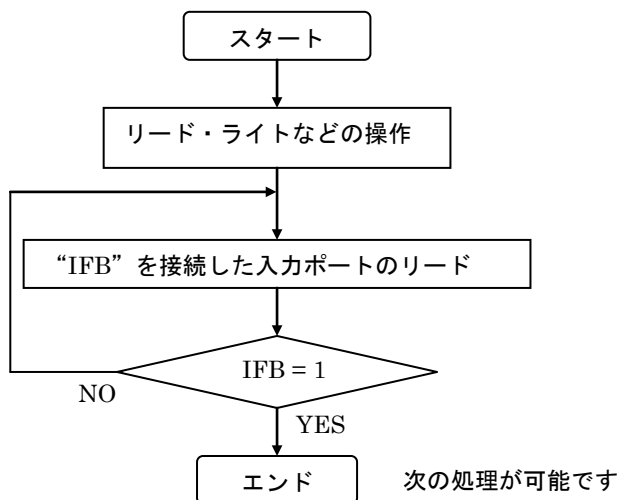 スタート
リード・ライトなどの操作
“IFB”を接続した入力ポートのリード
IFB = 1
NO
YES
エンド
次の処理が可能です